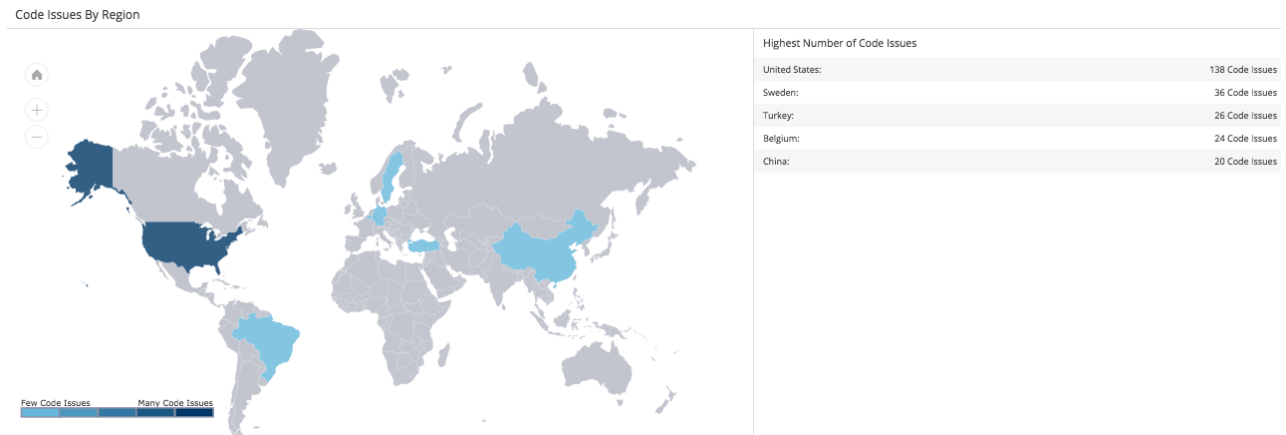 Code Issues By Region
Few Code Issues
Many Code Issues
Highest Number of Code Issues
United States: 138 Code Issues
Sweden: 36 Code Issues
Turkey: 26 Code Issues
Belgium: 24 Code Issues
China: 20 Code Issues